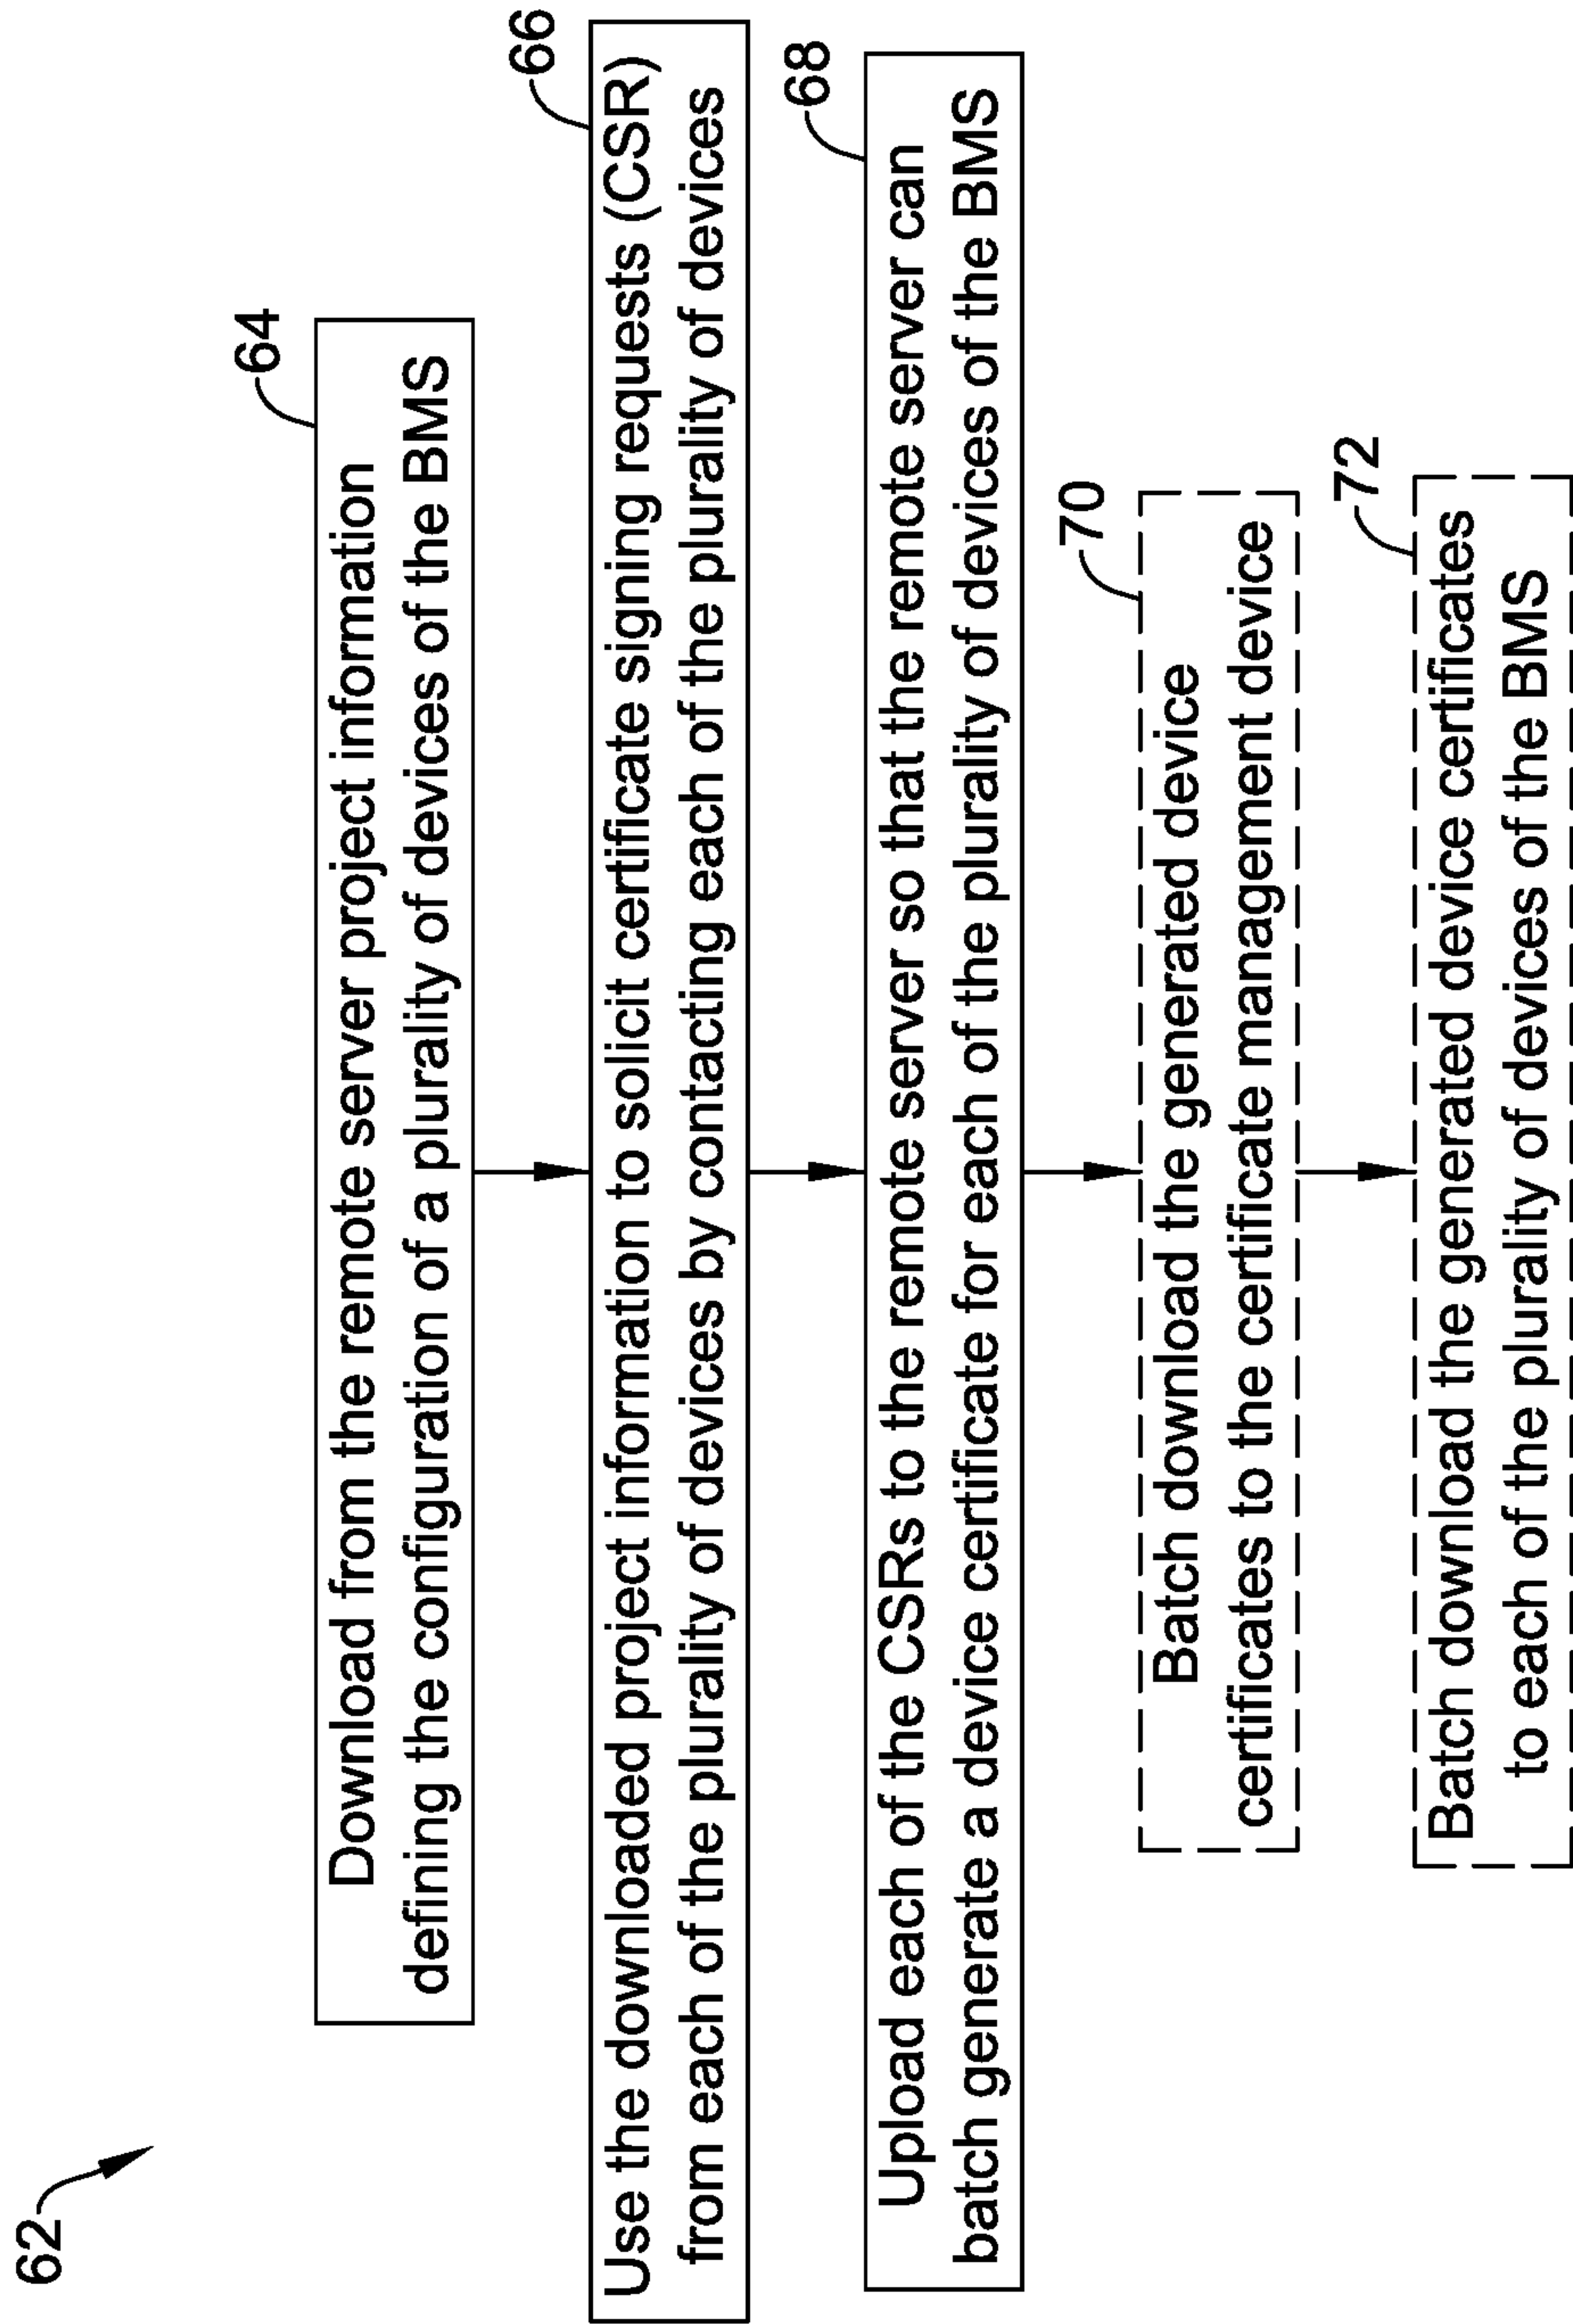 62
64
Download from the remote server project information
defining the configuration of a plurality of devices of the BMS
66
Use the downloaded project information to solicit certificate signing requests (CSR)
from each of the plurality of devices by contacting each of the plurality of devices
68
Upload each of the CSRs to the remote server so that the remote server can
batch generate a device certificate for each of the plurality of devices of the BMS
70
Batch download the generated device
certificates to the certificate management device
72
Batch download the generated device certificates
to each of the plurality of devices of the BMS